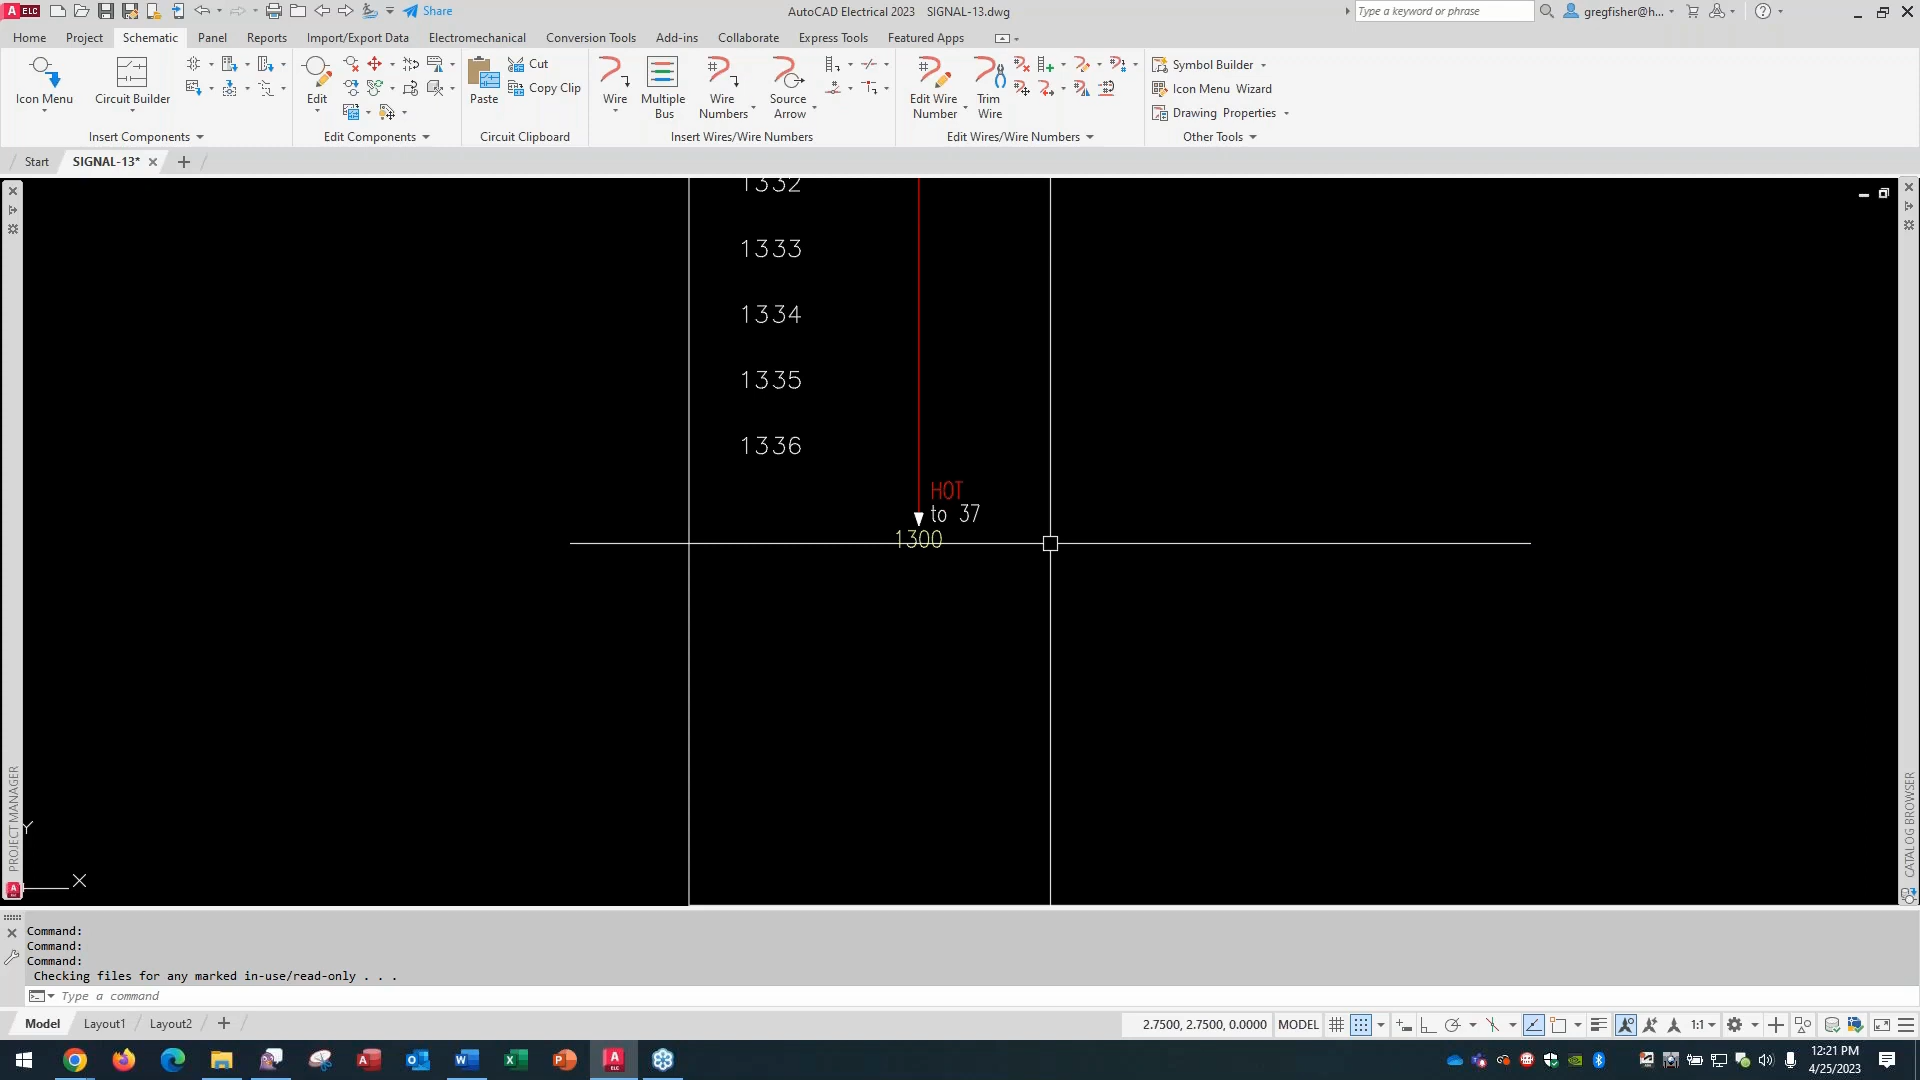 A ELC
Share
AutoCAD Electrical 2023 SIGNAL-13.dwg
Type a keyword or phrase
gregfisher@h...
Home Project Schematic Panel Reports Import/Export Data Electromechanical Conversion Tools Add-ins Collaborate Express Tools Featured Apps
Icon Menu
Circuit Builder
Insert Components
Edit
Edit Components
Paste
Cut
Copy Clip
Circuit Clipboard
Wire
Multiple Bus
Wire Numbers
Source Arrow
Insert Wires/Wire Numbers
Edit Wire Number
Trim Wire
Edit Wires/Wire Numbers
Symbol Builder
Icon Menu Wizard
Drawing Properties
Other Tools
Start SIGNAL-13*
1332
1333
1334
1335
1336
HOT
to 37
1300
PROJECT MANAGER
CATALOG BROWSER
Y
X
Command:
Command:
Command:
Checking files for any marked in-use/read-only . . .
Type a command
Model Layout1 Layout2
2.7500, 2.7500, 0.0000 MODEL 1:1
12:21 PM
4/25/2023